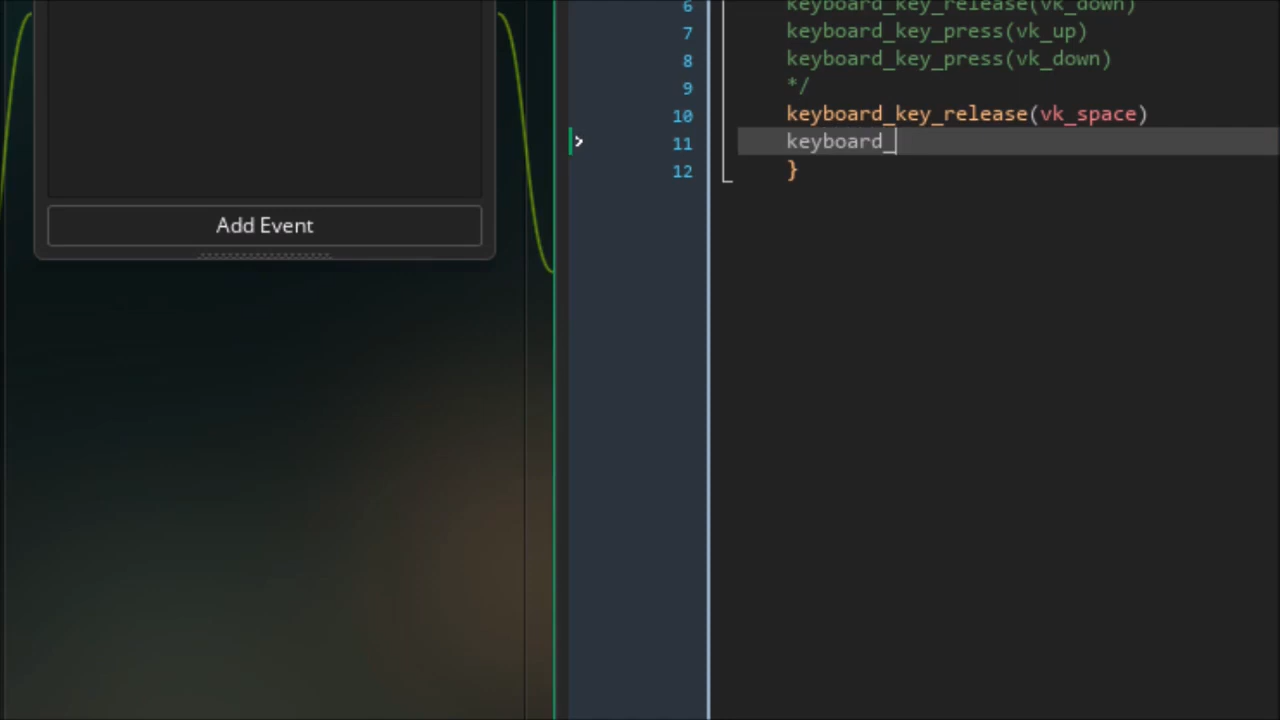 6 keyboard_key_release(vk_down)
7 keyboard_key_press(vk_up)
8 keyboard_key_press(vk_down)
9 */
10 keyboard_key_release(vk_space)
11 keyboard_
12 }
Add Event